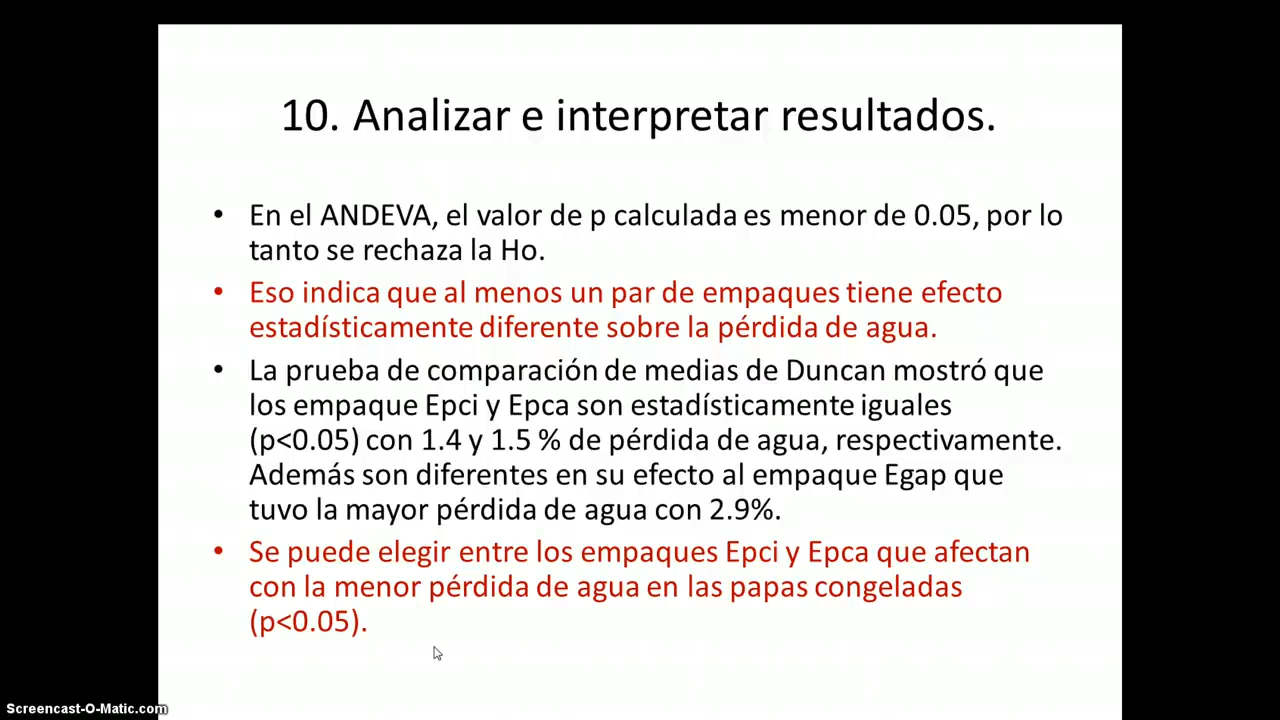 10. Analizar e interpretar resultados.
• En el ANDEVA, el valor de p calculada es menor de 0.05, por lo
tanto se rechaza la Ho.
• Eso indica que al menos un par de empaques tiene efecto
estadísticamente diferente sobre la pérdida de agua.
• La prueba de comparación de medias de Duncan mostró que
los empaque Epci y Epca son estadísticamente iguales
(p<0.05) con 1.4 y 1.5 % de pérdida de agua, respectivamente.
Además son diferentes en su efecto al empaque Egap que
tuvo la mayor pérdida de agua con 2.9%.
• Se puede elegir entre los empaques Epci y Epca que afectan
con la menor pérdida de agua en las papas congeladas
(p<0.05).
Screencast-O-Matic.com